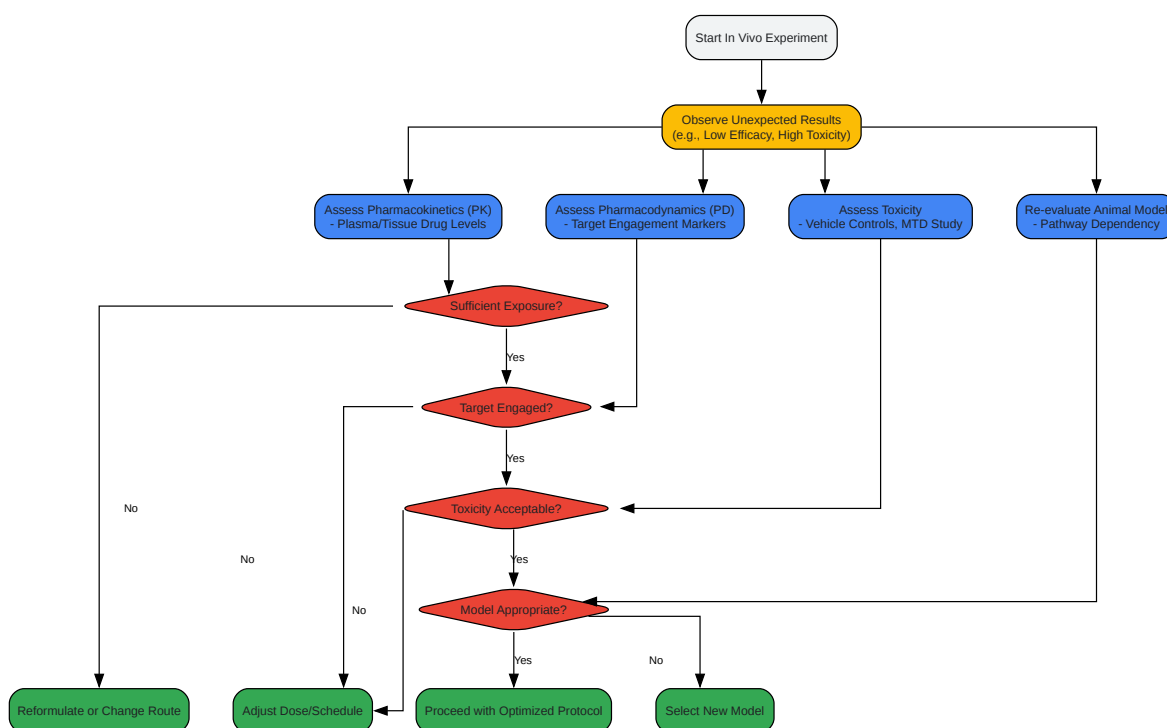 Start In Vivo Experiment
Observe Unexpected Results
(e.g., Low Efficacy, High Toxicity)
Assess Pharmacokinetics (PK)
- Plasma/Tissue Drug Levels
Assess Pharmacodynamics (PD)
- Target Engagement Markers
Assess Toxicity
- Vehicle Controls, MTD Study
Re-evaluate Animal Model
- Pathway Dependency
Sufficient Exposure?
Yes
Target Engaged?
Yes
No
Toxicity Acceptable?
No
Yes
No
Model Appropriate?
Yes
No
Reformulate or Change Route
Adjust Dose/Schedule
Proceed with Optimized Protocol
Select New Model